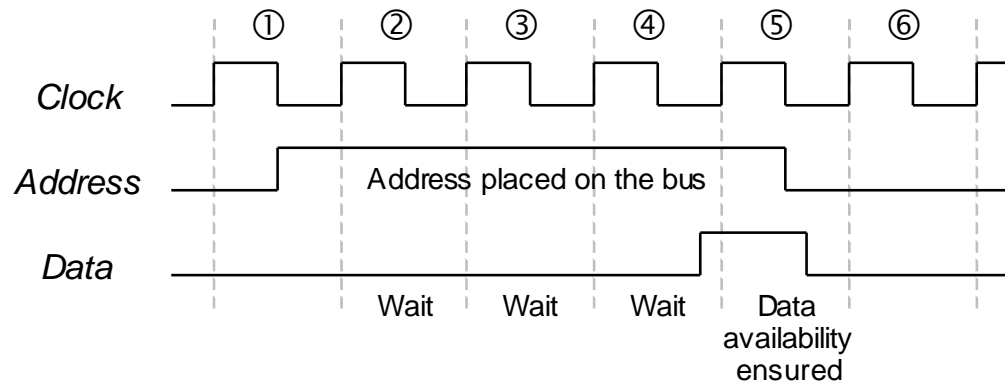 ① ② ③ ④ ⑤ ⑥
Clock
Address
Address placed on the bus
Data
Wait Wait Wait Data
availability
ensured